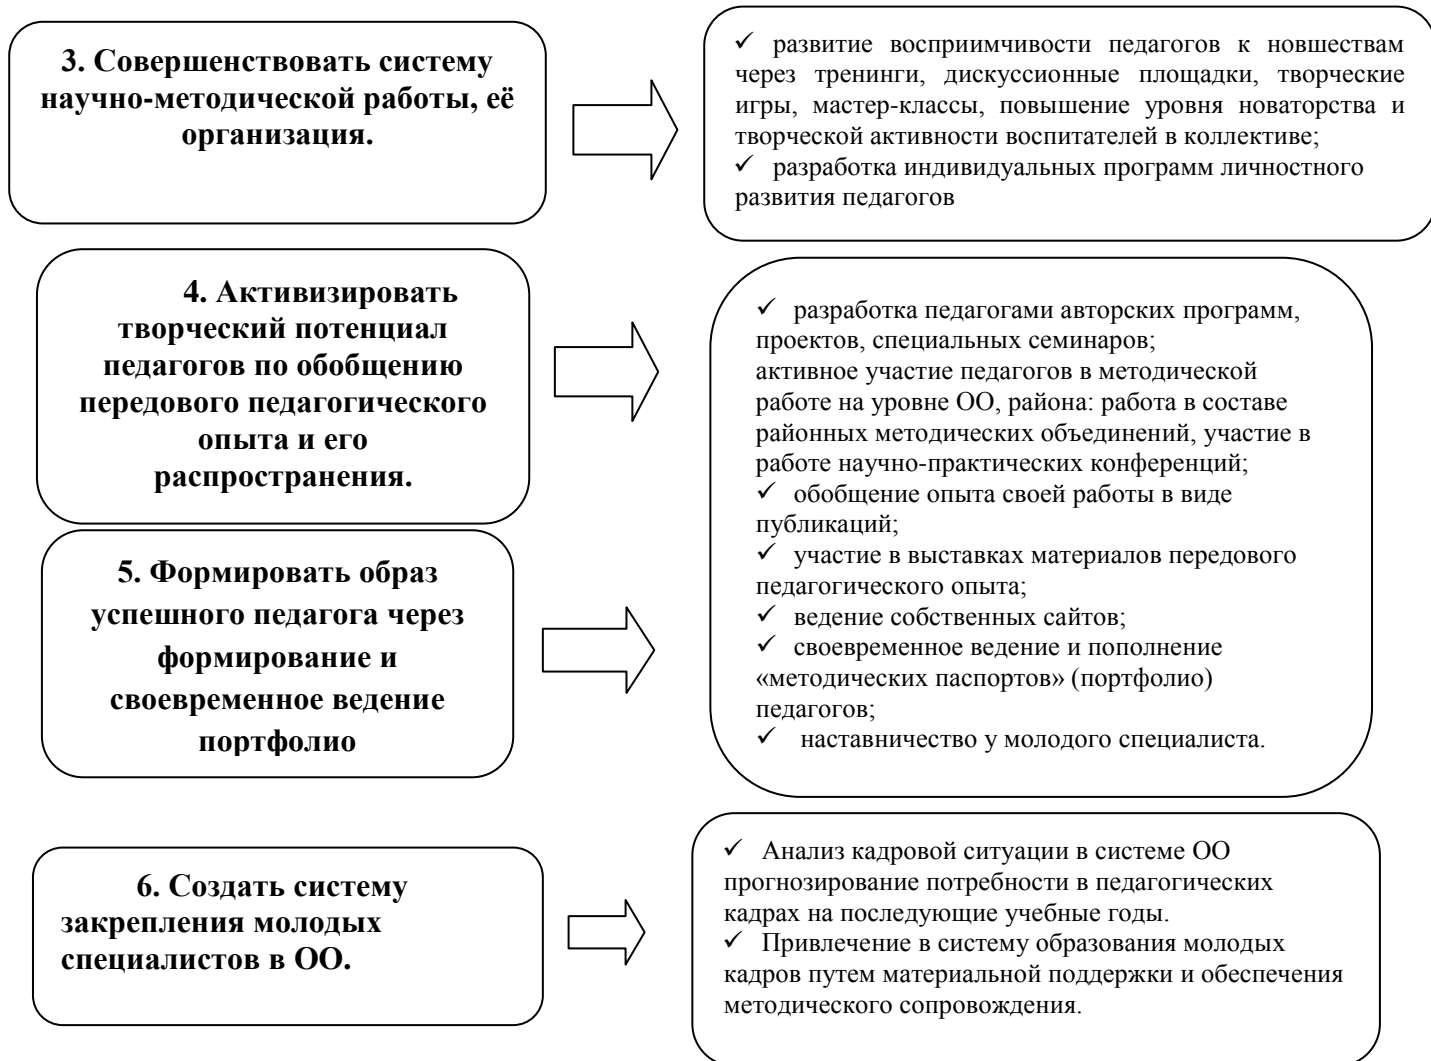 3. Совершенствовать систему
научно-методической работы, её
организация.
✓ развитие восприимчивости педагогов к новшествам
через тренинги, дискуссионные площадки, творческие
игры, мастер-классы, повышение уровня новаторства и
творческой активности воспитателей в коллективе;
✓ разработка индивидуальных программ личностного
развития педагогов
4. Активизировать
творческий потенциал
педагогов по обобщению
передового педагогического
опыта и его
распространения.
5. Формировать образ
успешного педагога через
формирование и
своевременное ведение
портфолио
✓ разработка педагогами авторских программ,
проектов, специальных семинаров;
активное участие педагогов в методической
работе на уровне ОО, района: работа в составе
районных методических объединений, участие в
работе научно-практических конференций;
✓ обобщение опыта своей работы в виде
публикаций;
✓ участие в выставках материалов передового
педагогического опыта;
✓ ведение собственных сайтов;
✓ своевременное ведение и пополнение
«методических паспортов» (портфолио)
педагогов;
✓ наставничество у молодого специалиста.
6. Создать систему
закрепления молодых
специалистов в ОО.
✓ Анализ кадровой ситуации в системе ОО
прогнозирование потребности в педагогических
кадрах на последующие учебные годы.
✓ Привлечение в систему образования молодых
кадров путем материальной поддержки и обеспечения
методического сопровождения.